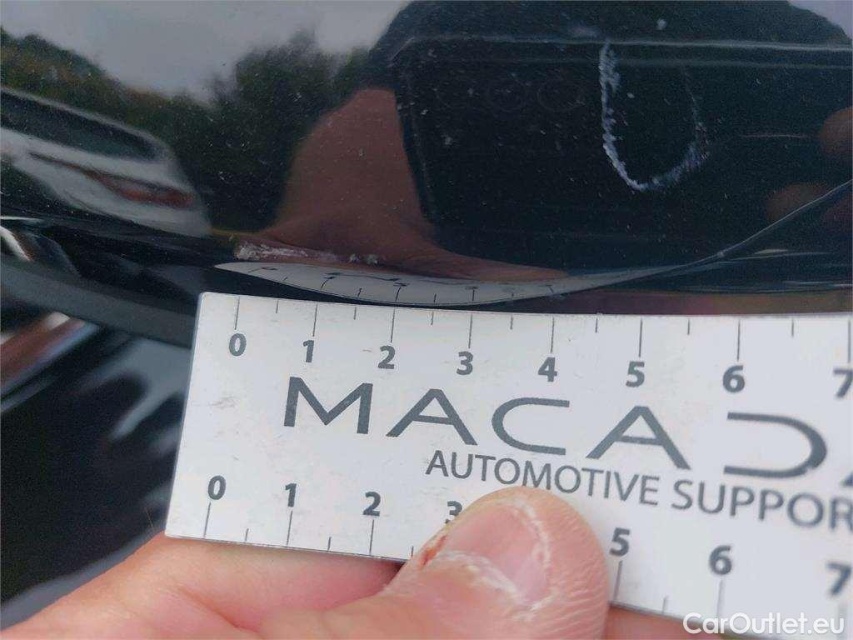 0 1 2 3 4 5 6 7
MACAD
AUTOMOTIVE SUPPOR
0 1 2 3 5 6 7
CarOutlet.eu